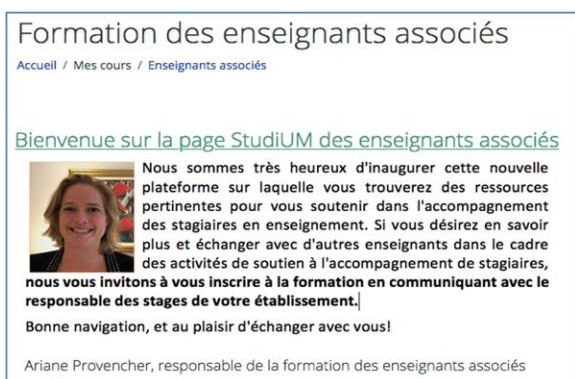 Formation des enseignants associés
Accueil / Mes cours / Enseignants associés
Bienvenue sur la page StudiUM des enseignants associés
Nous sommes très heureux d'inaugurer cette nouvelle
plateforme sur laquelle vous trouverez des ressources
pertinentes pour vous soutenir dans l'accompagnement
des stagiaires en enseignement. Si vous désirez en savoir
plus et échanger avec d'autres enseignants dans le cadre
des activités de soutien à l'accompagnement de stagiaires,
nous vous invitons à vous inscrire à la formation en communiquant avec le
responsable des stages de votre établissement.
Bonne navigation, et au plaisir d'échanger avec vous!
Ariane Provencher, responsable de la formation des enseignants associés